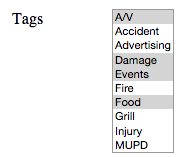 Tags
A/V
Accident
Advertising
Damage
Events
Fire
Food
Grill
Injury
MUPD